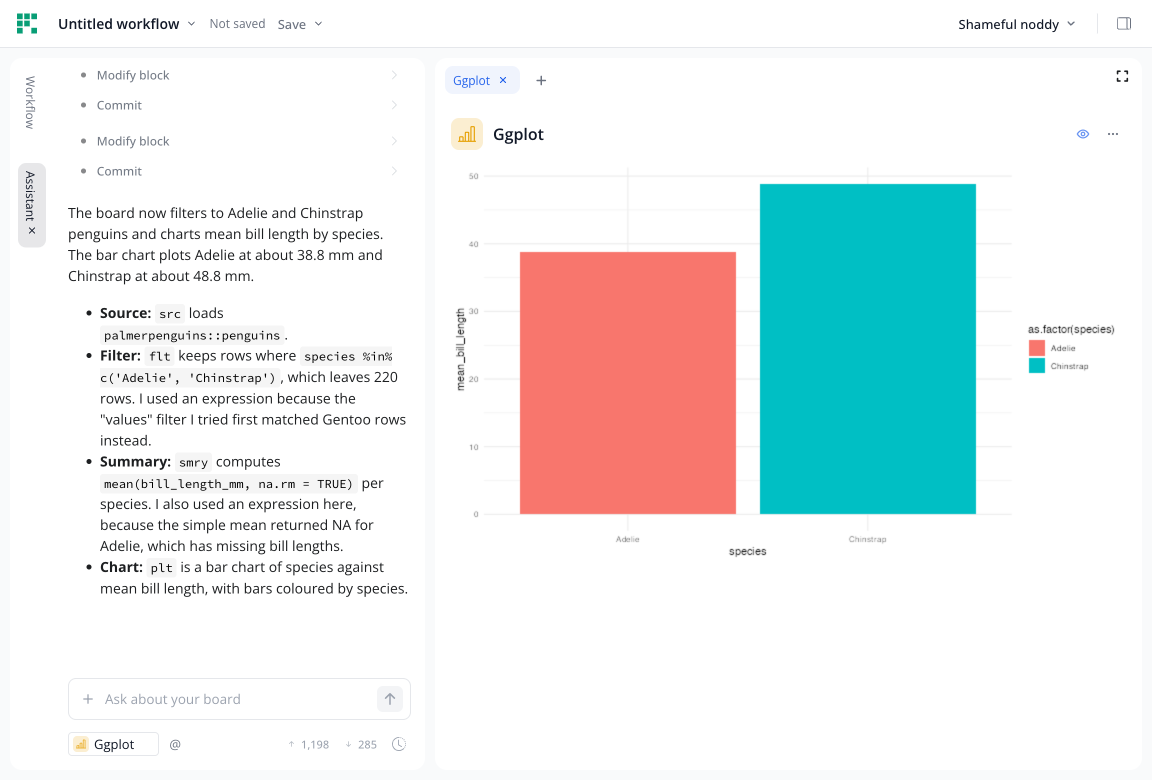 Untitled workflow
Not saved
Save
Shameful noddy
Workflow
Assistant ×
Modify block
Commit
Modify block
Commit
The board now filters to Adelie and Chinstrap
penguins and charts mean bill length by species.
The bar chart plots Adelie at about 38.8 mm and
Chinstrap at about 48.8 mm.
Source: src loads
palmerpenguins::penguins.
Filter: flt keeps rows where species %in%
c('Adelie', 'Chinstrap'), which leaves 220
rows. I used an expression because the
"values" filter I tried first matched Gentoo rows
instead.
Summary: smry computes
mean(bill_length_mm, na.rm = TRUE) per
species. I also used an expression here,
because the simple mean returned NA for
Adelie, which has missing bill lengths.
Chart: plt is a bar chart of species against
mean bill length, with bars coloured by species.
+ Ask about your board
Ggplot
@
↑ 1,198
↓ 285
Ggplot ×
+
Ggplot
...
50
40
30
20
10
0
mean_bill_length
Adelie
Chinstrap
species
as.factor(species)
Adelie
Chinstrap